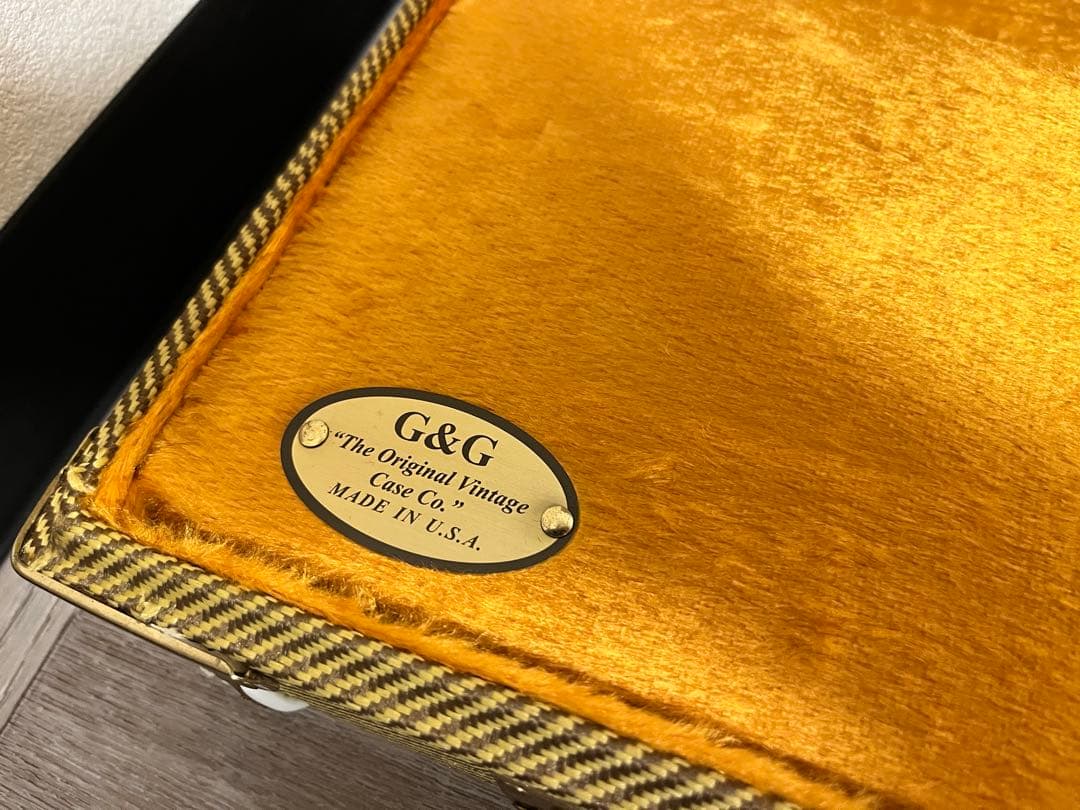 G&G
“The Original Vintage
Case Co.”
MADE IN U.S.A.